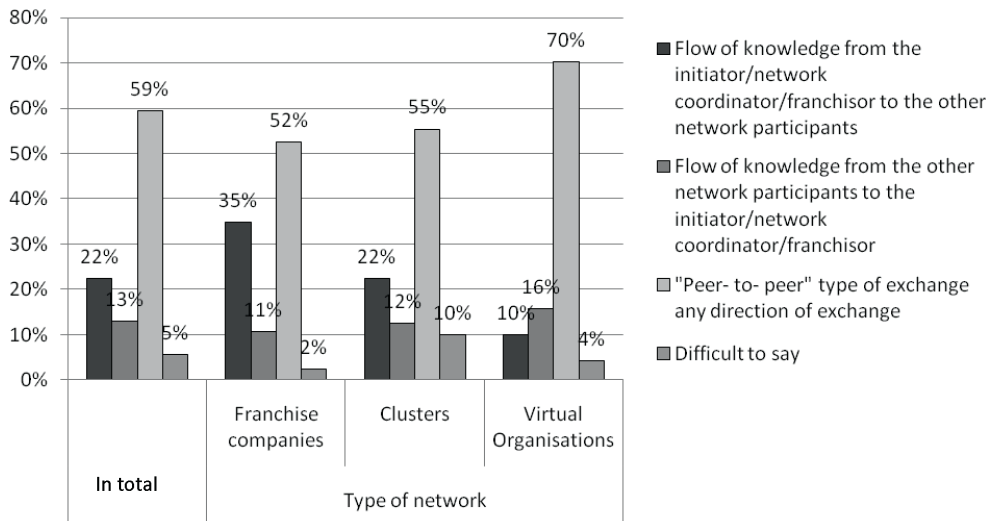 80%
70%
60%
50%
40%
30%
20%
10%
0%
22%
13%
59%
5%
35%
11%
52%
2%
22%
12%
55%
10%
10%
16%
70%
4%
In total
Franchise
companies
Clusters
Virtual
Organisations
Type of network
Flow of knowledge from the
initiator/network
coordinator/franchisor to the other
network participants
Flow of knowledge from the other
network participants to the
initiator/network
coordinator/franchisor
"Peer- to- peer" type of exchange
any direction of exchange
Difficult to say